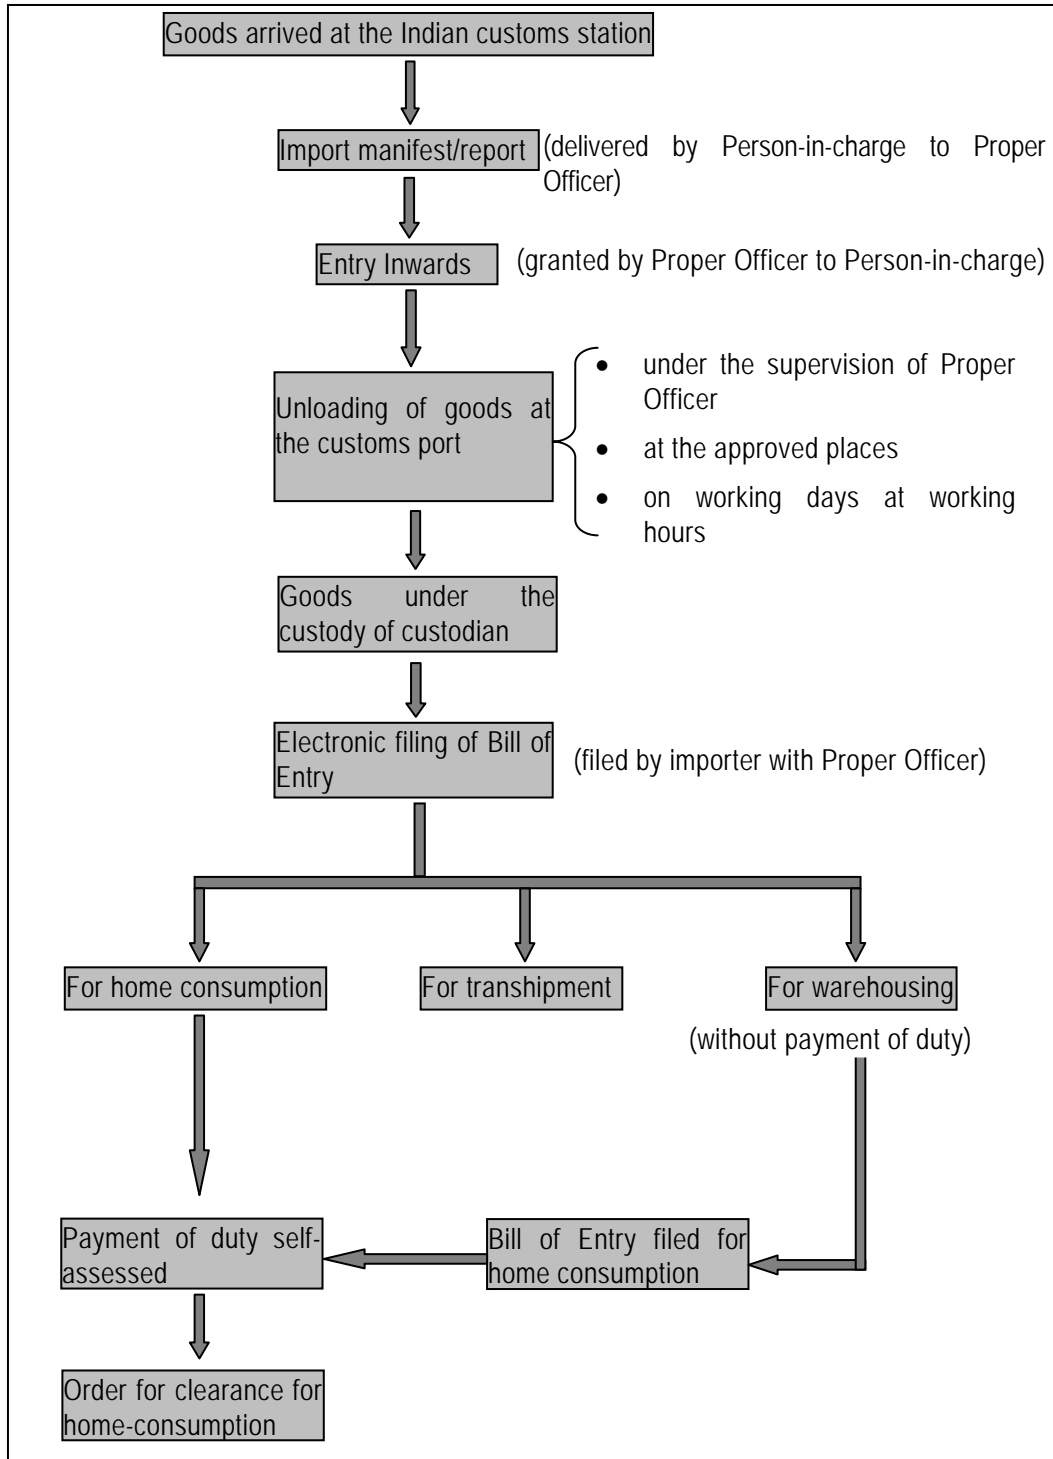 Goods arrived at the Indian customs station
Import manifest/report
(delivered by Person-in-charge to Proper
Officer)
Entry Inwards
(granted by Proper Officer to Person-in-charge)
Unloading of goods at
the customs port
• under the supervision of Proper
Officer
• at the approved places
• on working days at working
hours
Goods under the
custody of custodian
Electronic filing of Bill of
Entry
(filed by importer with Proper Officer)
For home consumption
For transhipment
For warehousing
(without payment of duty)
Payment of duty self-
assessed
Bill of Entry filed for
home consumption
Order for clearance for
home-consumption